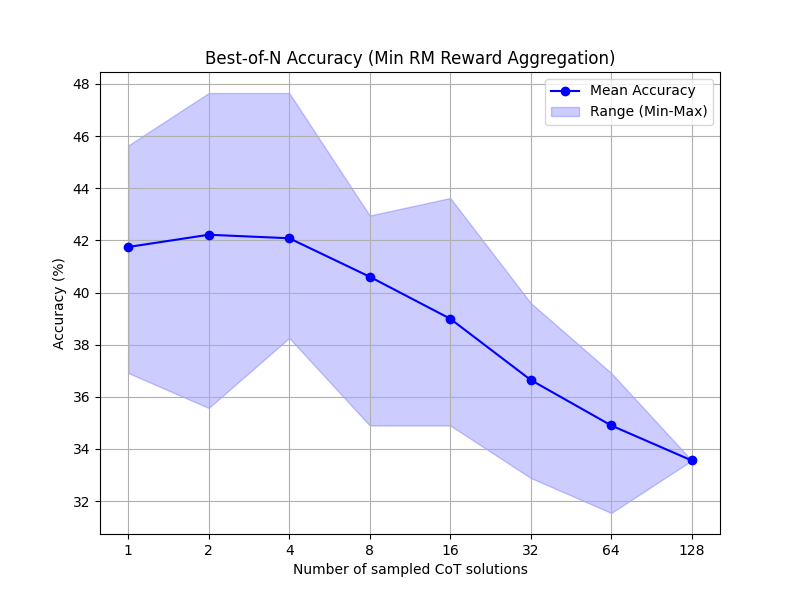 Best-of-N Accuracy (Min RM Reward Aggregation)
Mean Accuracy
Range (Min-Max)
48
46
44
42
40
38
36
34
32
Accuracy (%)
1 2 4 8 16 32 64 128
Number of sampled CoT solutions